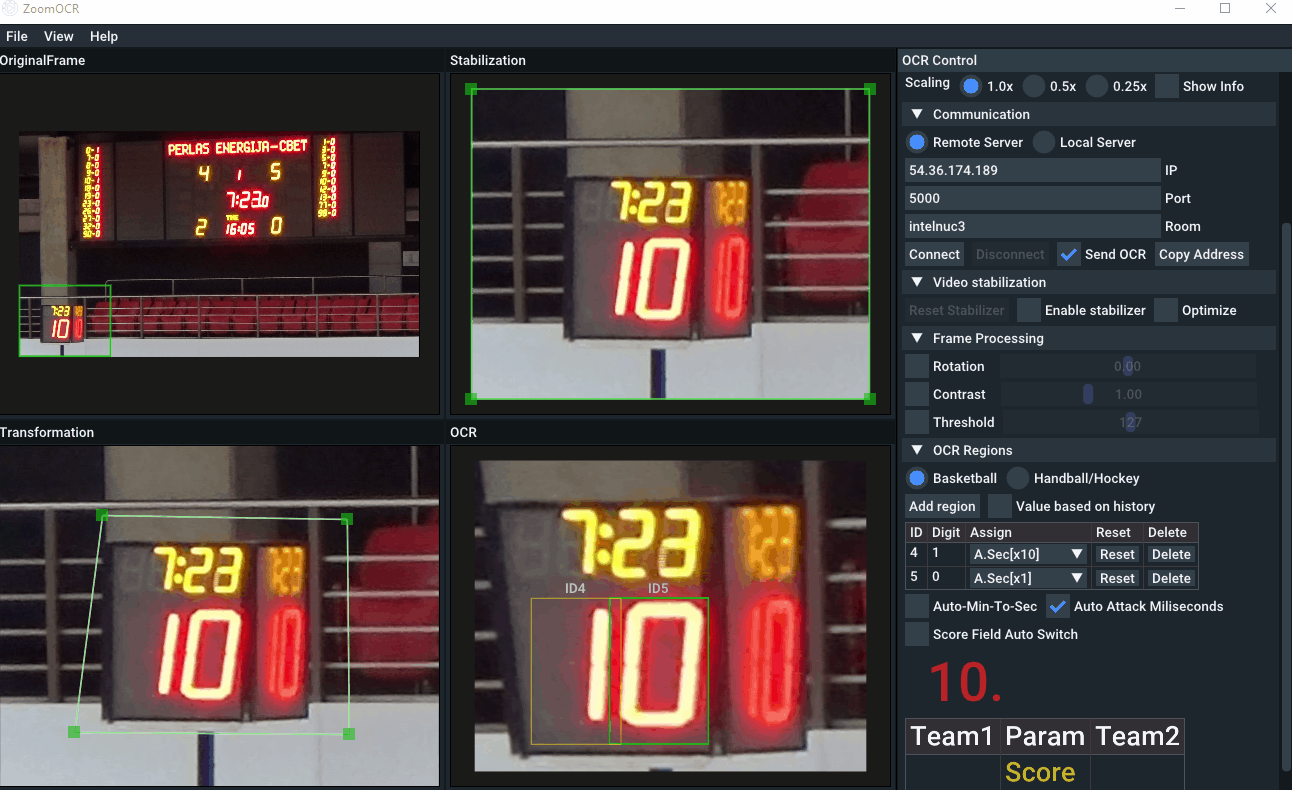 ZoomOCR
File View Help
OriginalFrame
PERLAS ENERGIJA-CBET
4 1 5
7:23.0
TIME
2 16:05 0
7:23
10
Stabilization
7:23
10
Transformation
7:23
10
OCR
7:23
ID4 ID5
10
OCR Control
Scaling 1.0x 0.5x 0.25x Show Info
Communication
Remote Server Local Server
54.36.174.189 IP
5000 Port
intelnuc3 Room
Connect Disconnect Send OCR Copy Address
Video stabilization
Reset Stabilizer Enable stabilizer Optimize
Frame Processing
Rotation 0.00
Contrast 1.00
Threshold 127
OCR Regions
Basketball Handball/Hockey
Add region Value based on history
ID Digit Assign Reset Delete
4 1 A.Sec[x10] Reset Delete
5 0 A.Sec[x1] Reset Delete
Auto-Min-To-Sec Auto Attack Miliseconds
Score Field Auto Switch
10.
Team1 Param Team2
Score